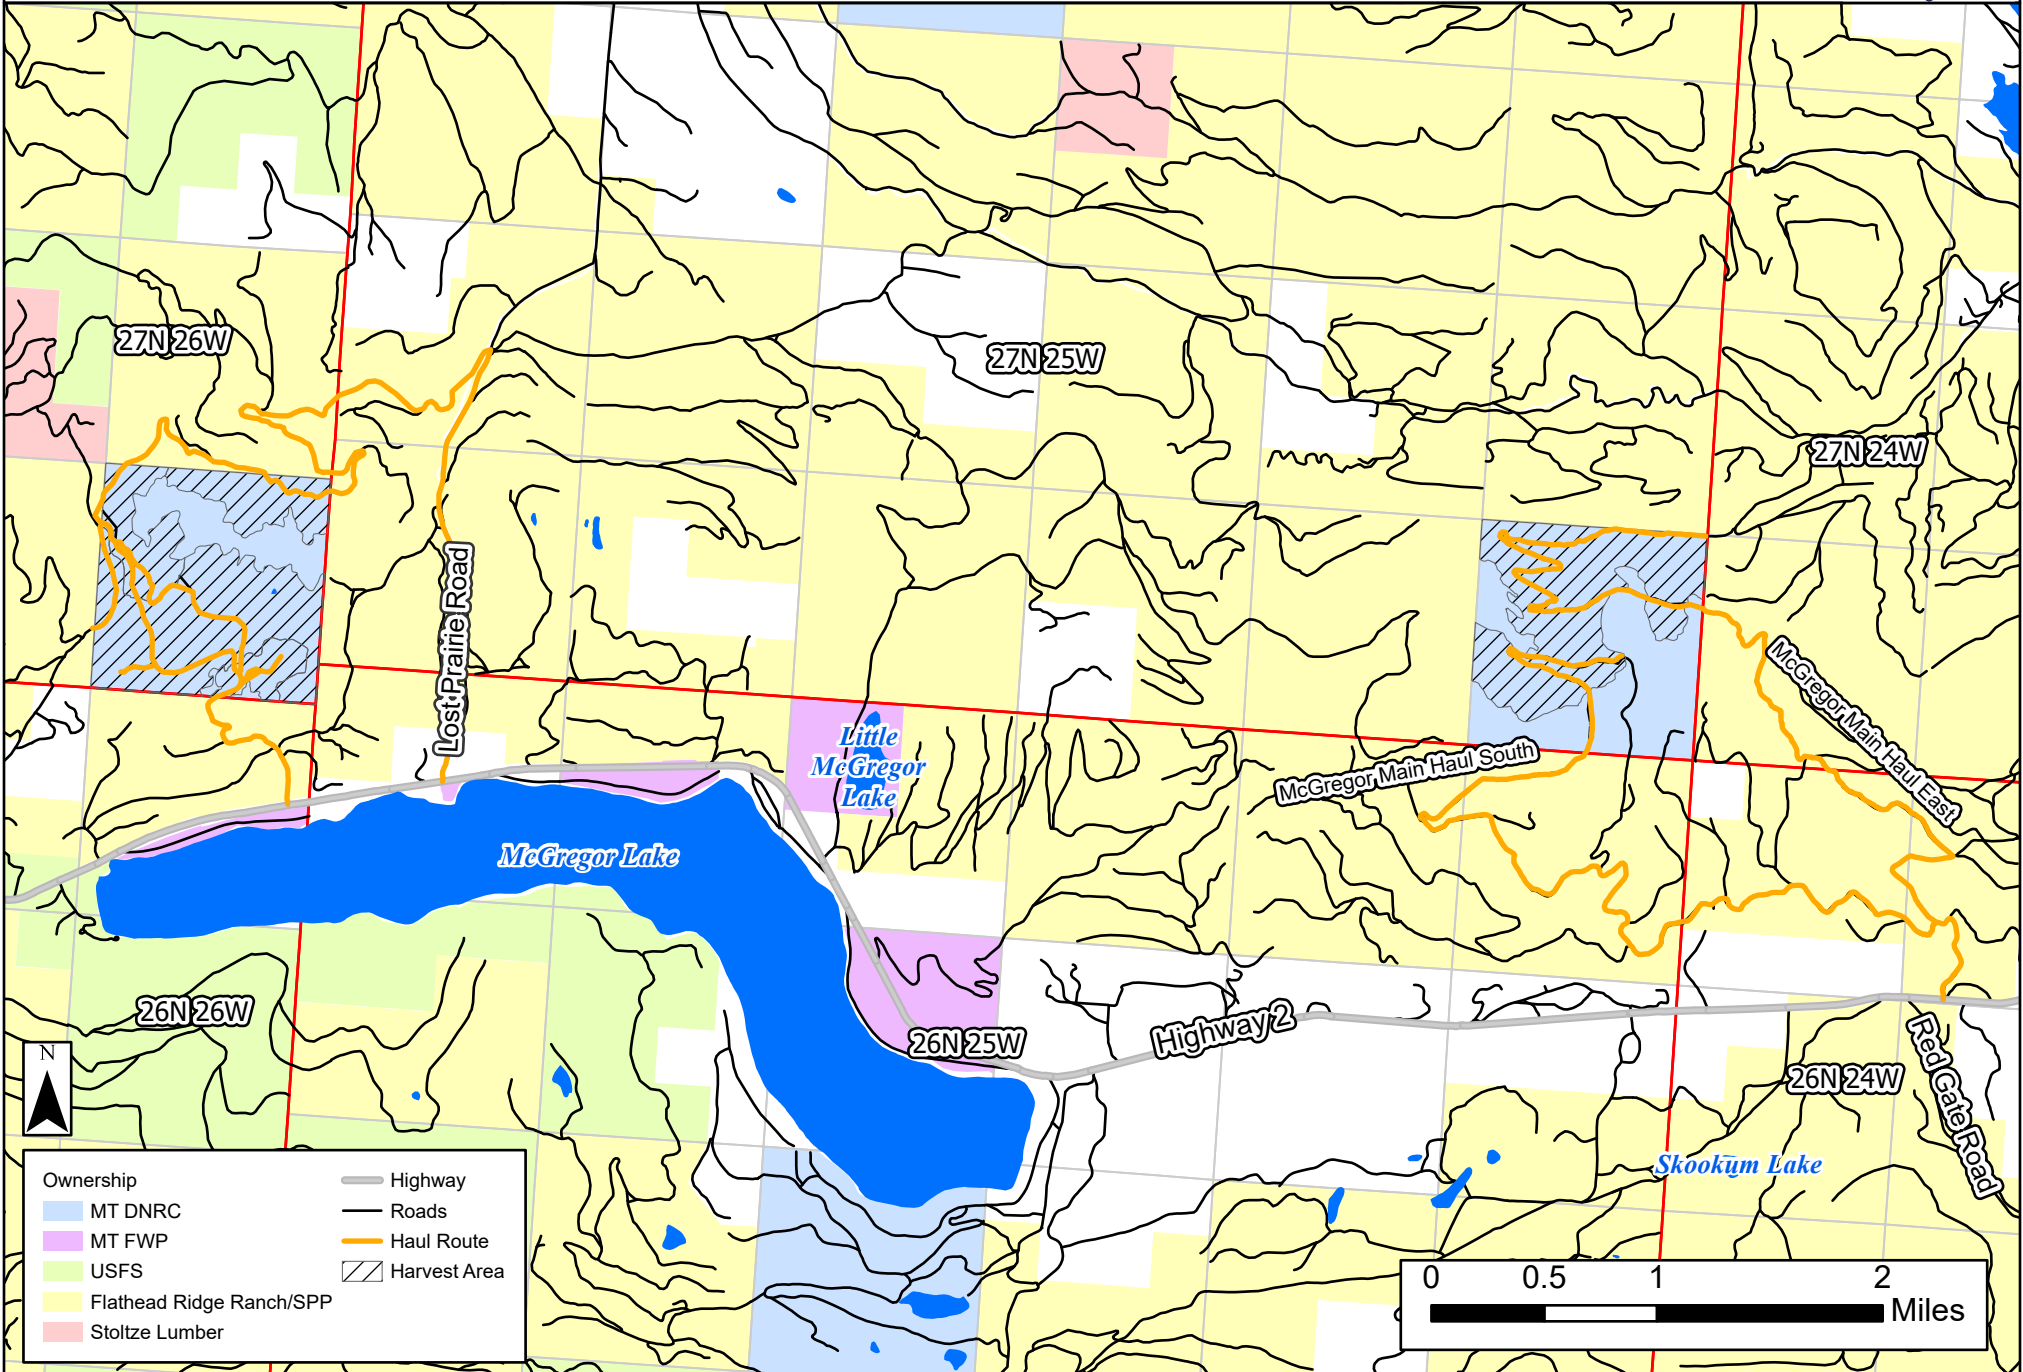 27N 26W
27N 25W
27N 24W
Lost Prairie Road
McGregor Main Haul East
McGregor Main Haul South
Little
McGregor
Lake
McGregor Lake
26N 26W
26N 25W
Highway 2
26N 24W
Red Gate Road
Skookum Lake
N
Ownership
MT DNRC
MT FWP
USFS
Flathead Ridge Ranch/SPP
Stoltze Lumber
Highway
Roads
Haul Route
Harvest Area
0 0.5 1 2
Miles